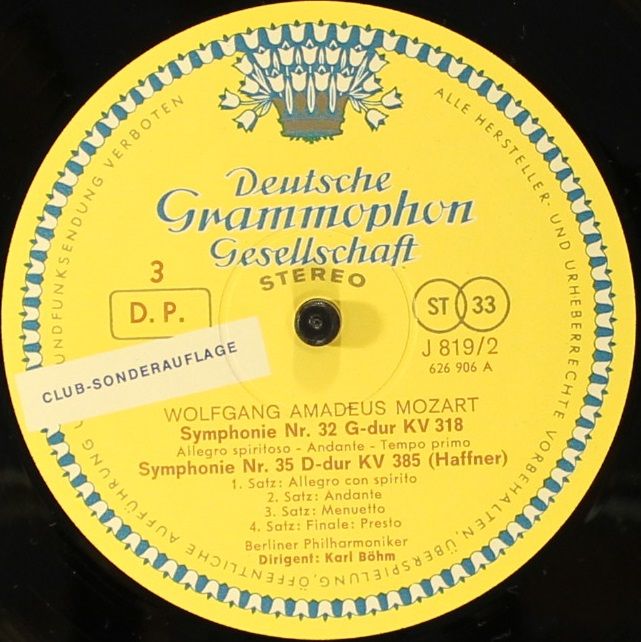 Deutsche
Grammophon
Gesellschaft
STEREO
3
D. P.
ST 33
J 819/2
626 906 A
CLUB-SONDERAUFLAGE
WOLFGANG AMADEUS MOZART
Symphonie Nr. 32 G-dur KV 318
Allegro spiritoso - Andante - Tempo primo
Symphonie Nr. 35 D-dur KV 385 (Haffner)
1. Satz: Allegro con spirito
2. Satz: Andante
3. Satz: Menuetto
4. Satz: Finale: Presto
Berliner Philharmoniker
Dirigent: Karl Böhm
ALLE HERSTELLER- UND URHEBERRECHTE VORBEHALTEN; ÜBERSPIELUNG, ÖFFENTLICHE AUFFÜHRUNG UNDFUNKSENDUNG VERBOTEN